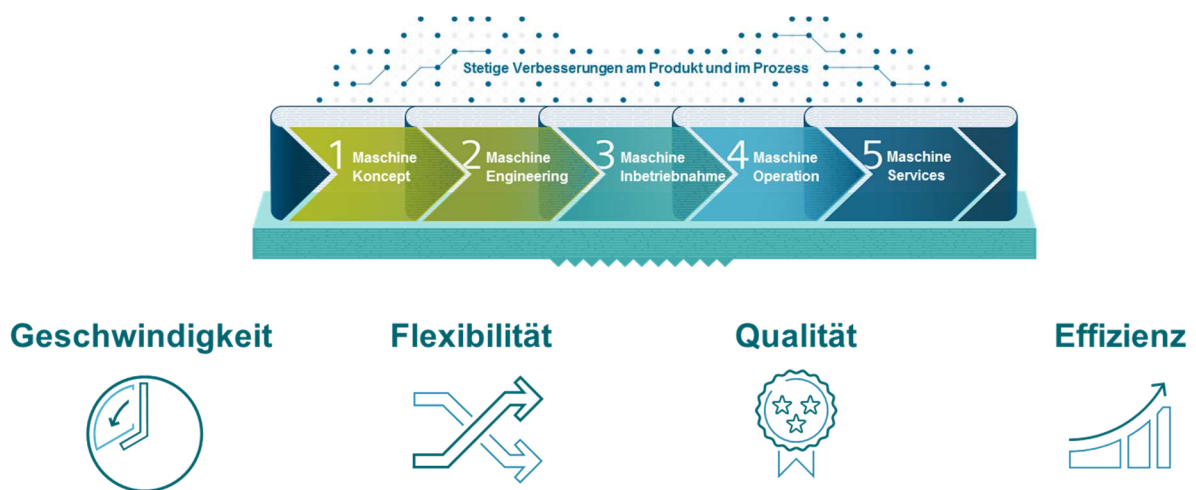 Stetige Verbesserungen am Produkt und im Prozess
1 Maschine
Koncept
2 Maschine
Engineering
3 Maschine
Inbetriebnahme
4 Maschine
Operation
5 Maschine
Services
Geschwindigkeit
Flexibilität
Qualität
Effizienz